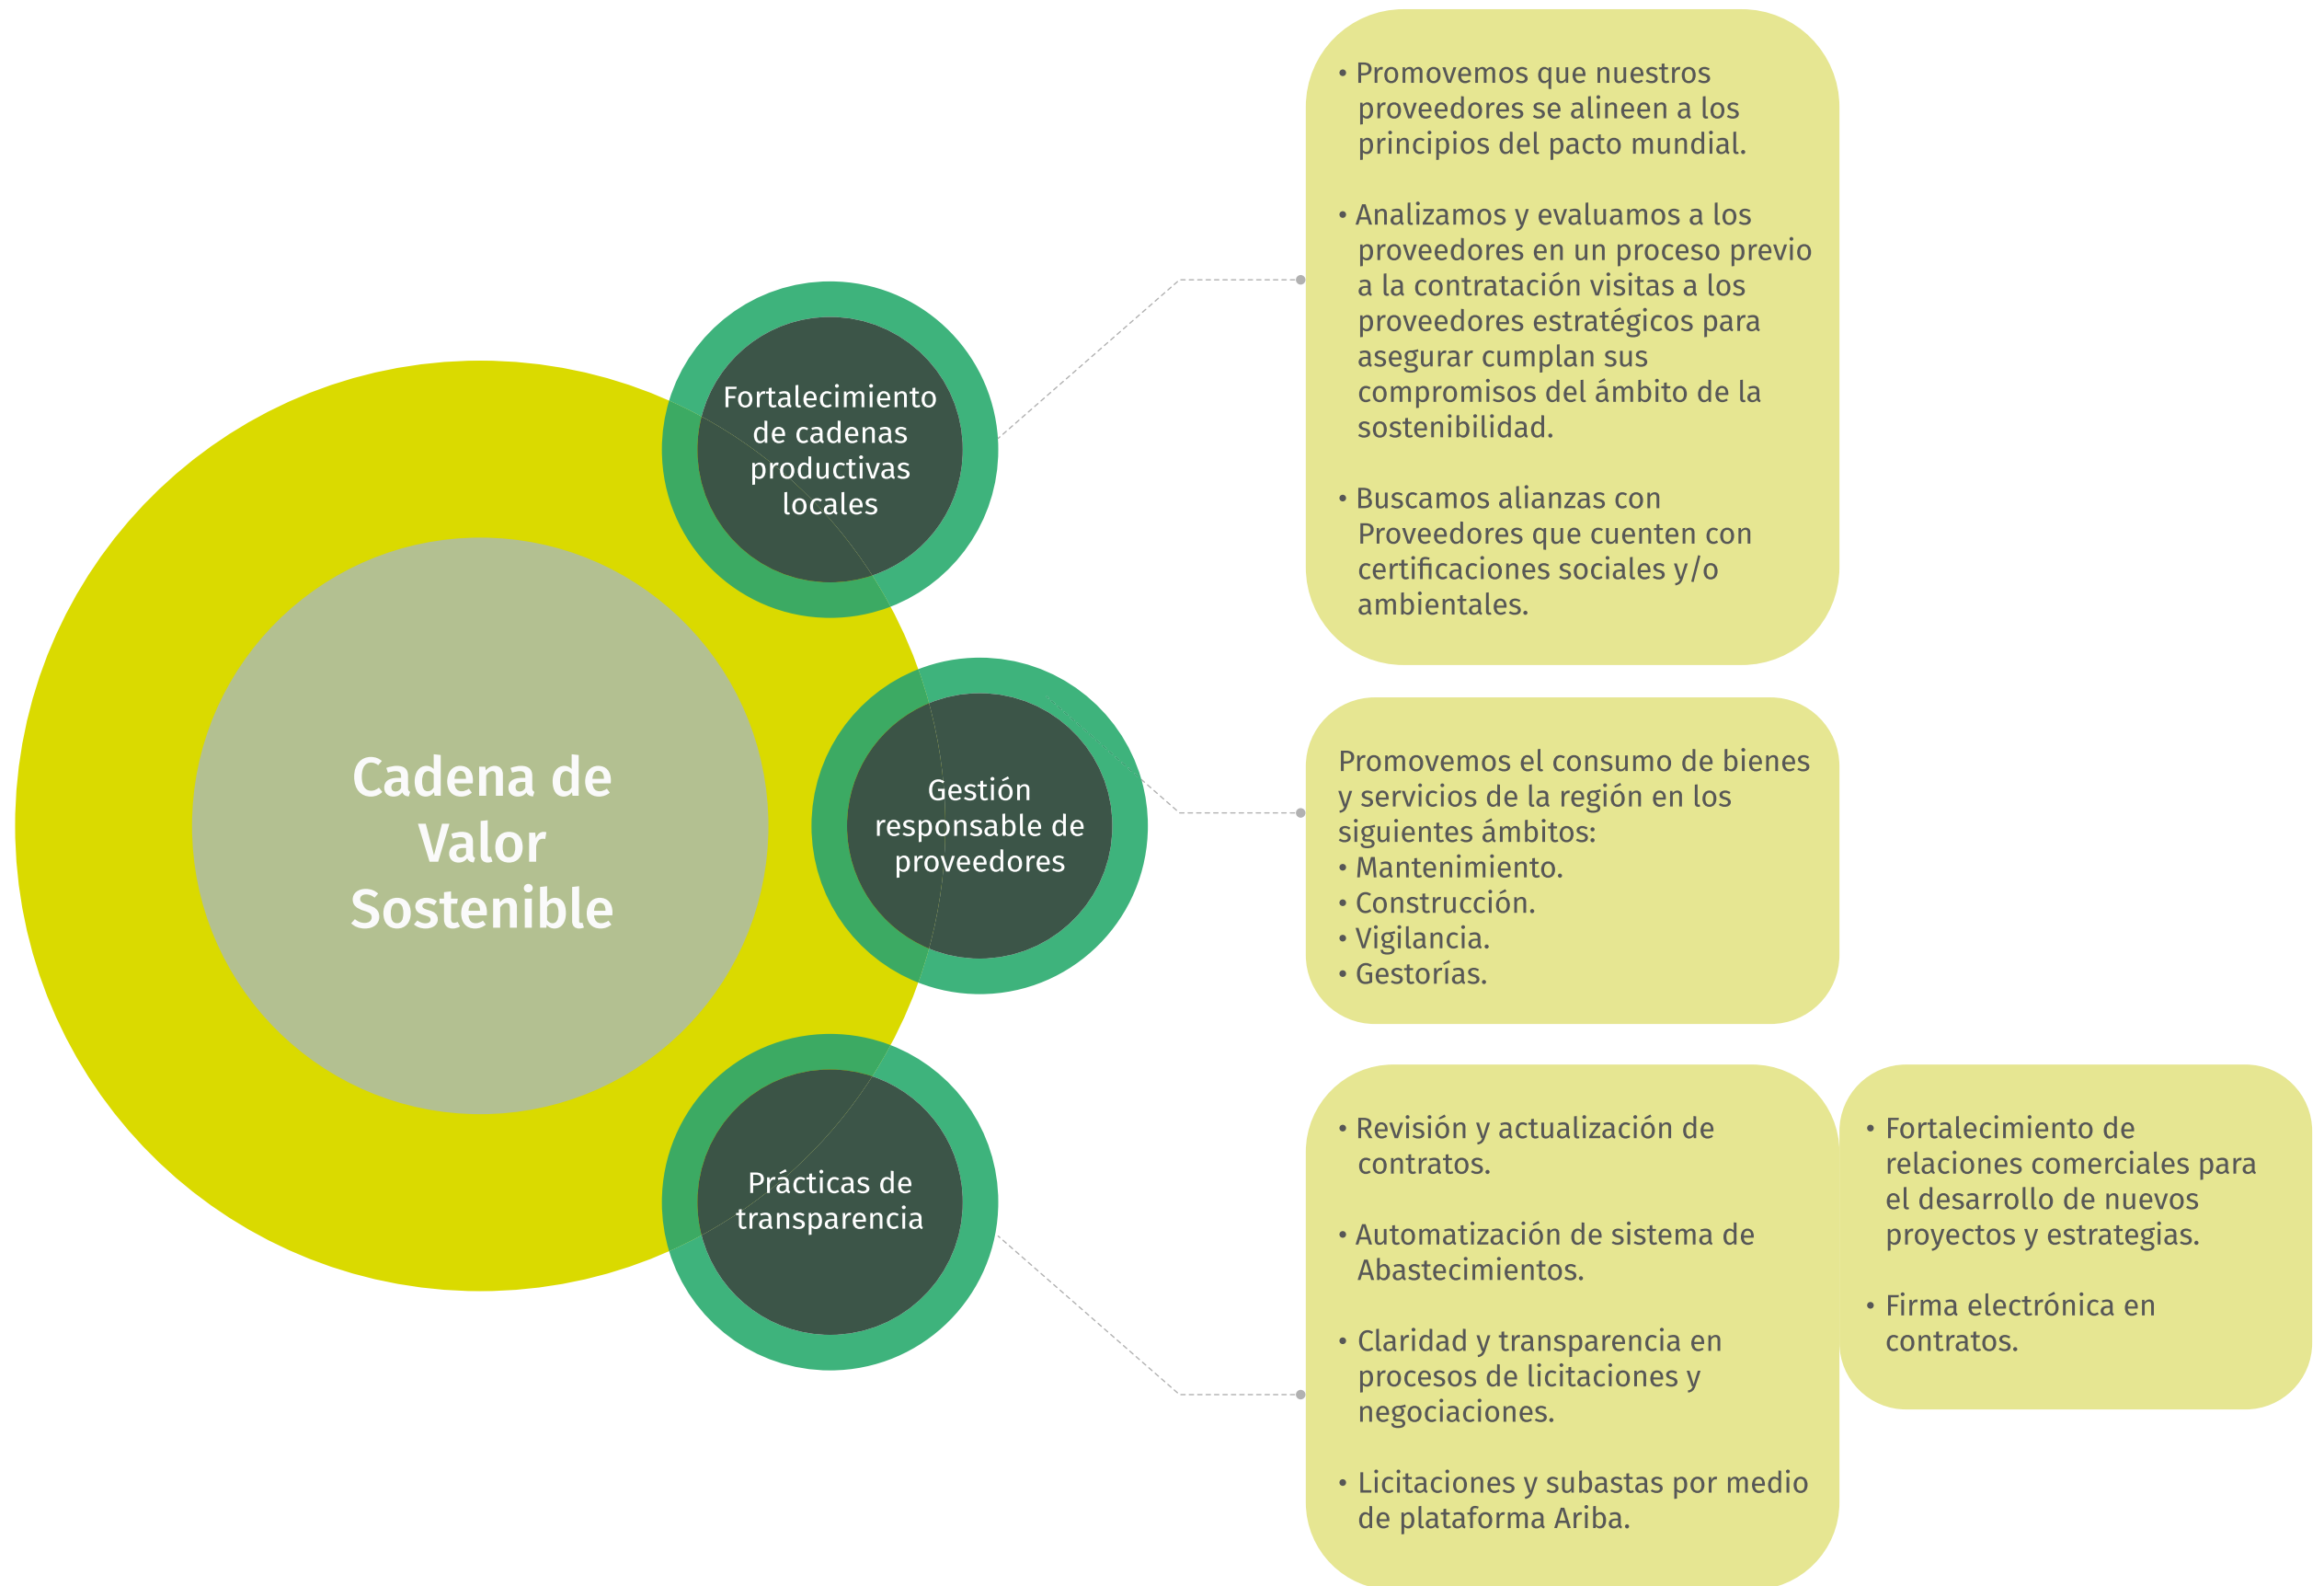 Cadena de
Valor
Sostenible
Fortalecimiento
de cadenas
productivas
locales
• Promovemos que nuestros
proveedores se alineen a los
principios del pacto mundial.
• Analizamos y evaluamos a los
proveedores en un proceso previo
a la contratación visitas a los
proveedores estratégicos para
asegurar cumplan sus
compromisos del ámbito de la
sostenibilidad.
• Buscamos alianzas con
Proveedores que cuenten con
certificaciones sociales y/o
ambientales.
Gestión
responsable de
proveedores
Promovemos el consumo de bienes
y servicios de la región en los
siguientes ámbitos:
• Mantenimiento.
• Construcción.
• Vigilancia.
• Gestorías.
Prácticas de
transparencia
• Revisión y actualización de
contratos.
• Automatización de sistema de
Abastecimientos.
• Claridad y transparencia en
procesos de licitaciones y
negociaciones.
• Licitaciones y subastas por medio
de plataforma Ariba.
• Fortalecimiento de
relaciones comerciales para
el desarrollo de nuevos
proyectos y estrategias.
• Firma electrónica en
contratos.